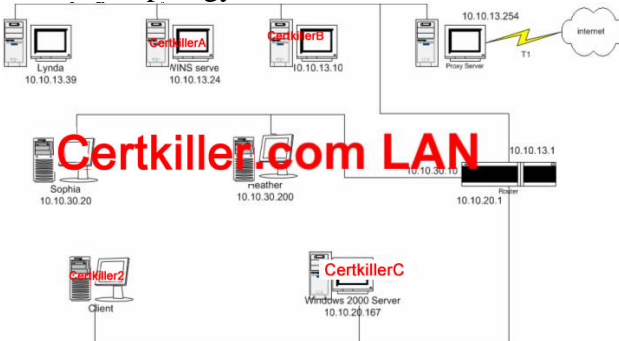 10.10.13.254
internet
CertkillerA
CertkillerB
T1
Lynda
WINS serve
10.10.13.10
Proxy Server
10.10.13.39
10.10.13.24
Certkiller.com LAN
10.10.13.1
Sophia
Heather
10.10.30.10
Router
10.10.30.20
10.10.30.200
10.10.20.1
Certkiller2
CertkillerC
Client
Windows 2000 Server
10.10.20.167